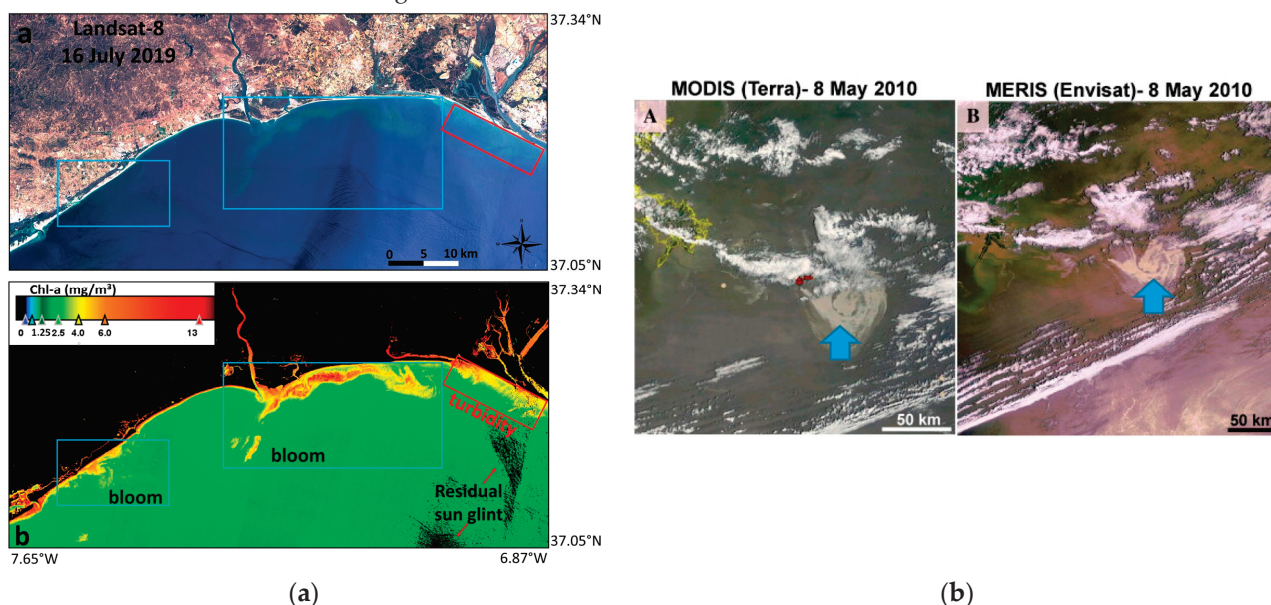 a
Landsat-8
16 July 2019
37.34°N
0 5 10 km
37.05°N
Chl-a (mg/m³)
0 1.25 2.5 4.0 6.0 13
37.34°N
turbidity
bloom
bloom
Residual
sun glint
b
37.05°N
7.65°W 6.87°W
(a)
MODIS (Terra)- 8 May 2010
A
50 km
MERIS (Envisat)- 8 May 2010
B
50 km
(b)